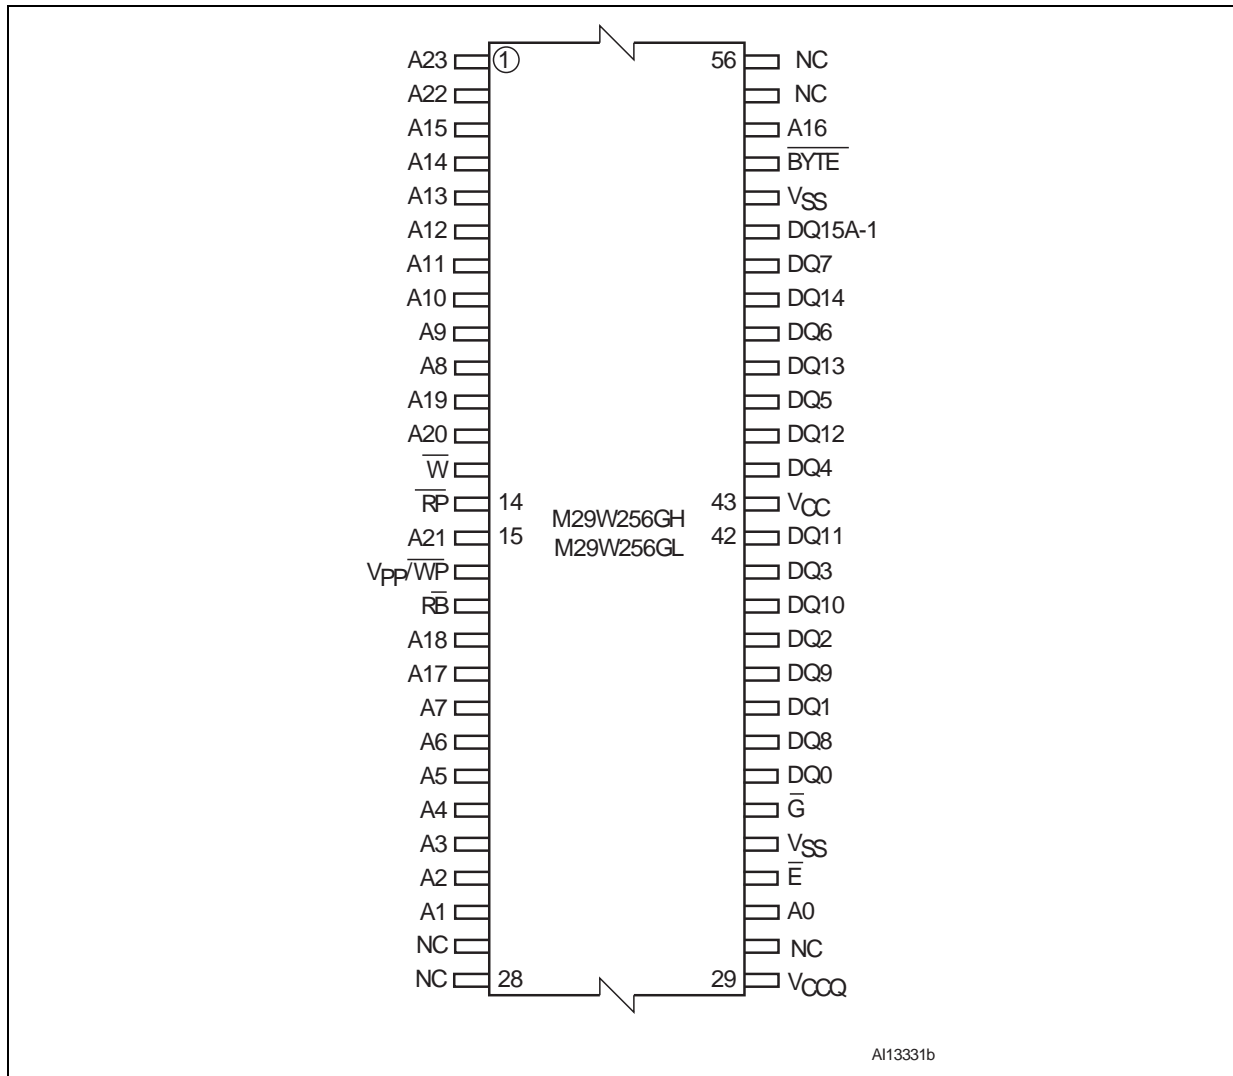 A23 1 56 NC
A22 NC
A15 A16
A14 B̅Y̅T̅E̅
A13 VSS
A12 DQ15A-1
A11 DQ7
A10 DQ14
A9 DQ6
A8 DQ13
A19 DQ5
A20 DQ12
W̅ DQ4
R̅P̅ 14 43 VCC
A21 15 M29W256GH 42 DQ11
M29W256GL
VPP/W̅P̅ DQ3
RB̅ DQ10
A18 DQ2
A17 DQ9
A7 DQ1
A6 DQ8
A5 DQ0
A4 G̅
A3 VSS
A2 E̅
A1 A0
NC NC
NC 28 29 VCCQ
AI13331b